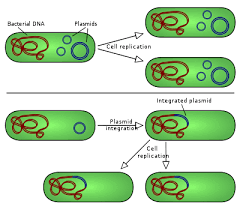 Bacterial DNA
Plasmids
Cell replication
Integrated plasmid
Plasmid
integration
Cell
replication